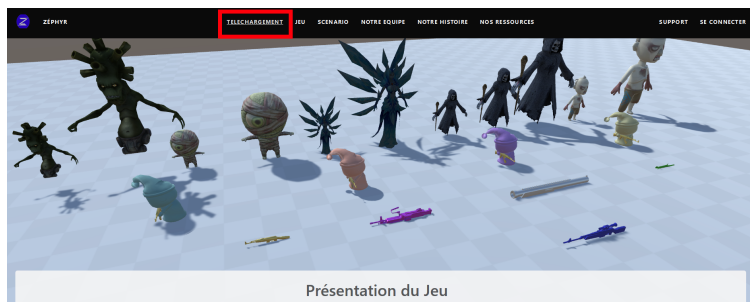 Z ZÉPHYR TELECHARGEMENT JEU SCENARIO NOTRE EQUIPE NOTRE HISTOIRE NOS RESSOURCES SUPPORT SE CONNECTER
Présentation du Jeu